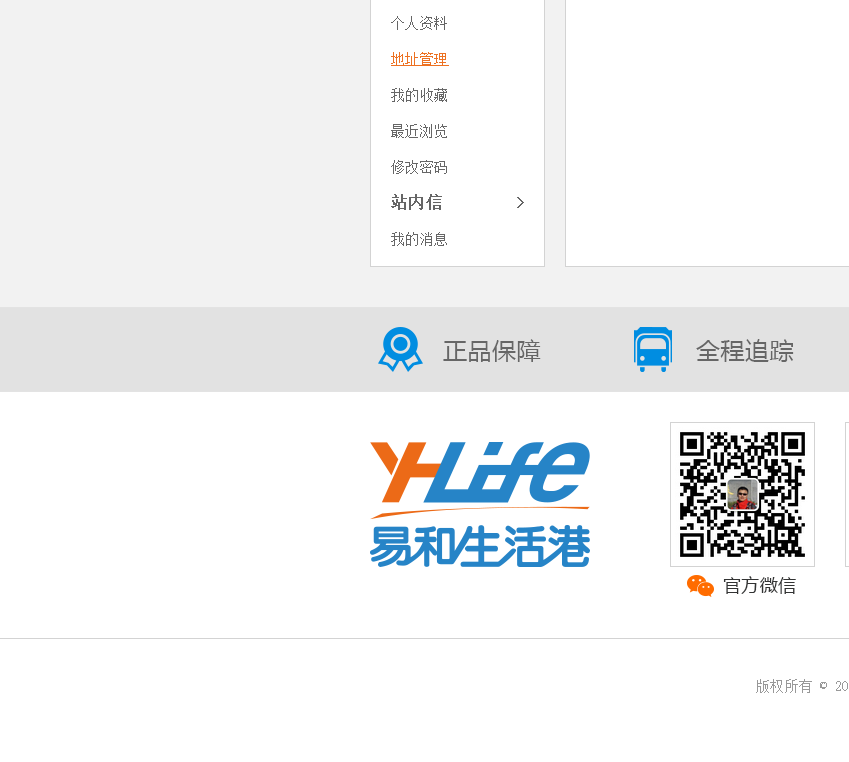 个人资料
地址管理
我的收藏
最近浏览
修改密码
站内信
我的消息
正品保障
全程追踪
Y-Life
易和生活港
官方微信
版权所有 © 20